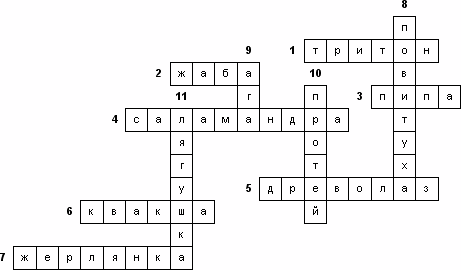 8
п
9 1 тритон
2 жаба 10 в
11 г п 3 пипа
4 саламандра т
я о у
г т х
у 5 древолаз
6 квакша й
к
7 жерлянка